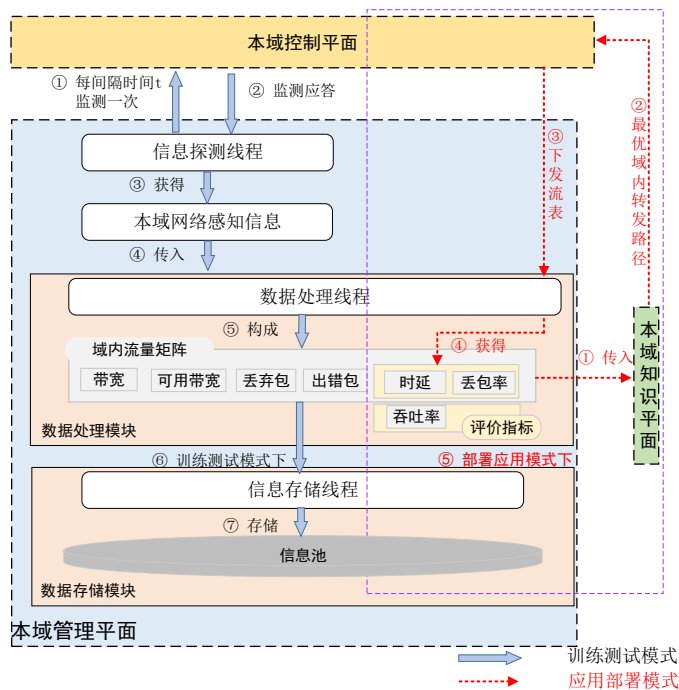 本域控制平面
① 每间隔时间t
监测一次
② 监测应答
信息探测线程
③ 获得
本域网络感知信息
④ 传入
数据处理线程
⑤ 构成
④ 获得
域内流量矩阵
带宽
可用带宽
丢弃包
出错包
时延
丢包率
吞吐率
评价指标
数据处理模块
⑥ 训练测试模式下
⑤ 部署应用模式下
信息存储线程
⑦ 存储
信息池
数据存储模块
本域管理平面
③下发流表
②最优域内转发路径
① 传入
本域知识平面
训练测试模式
应用部署模式